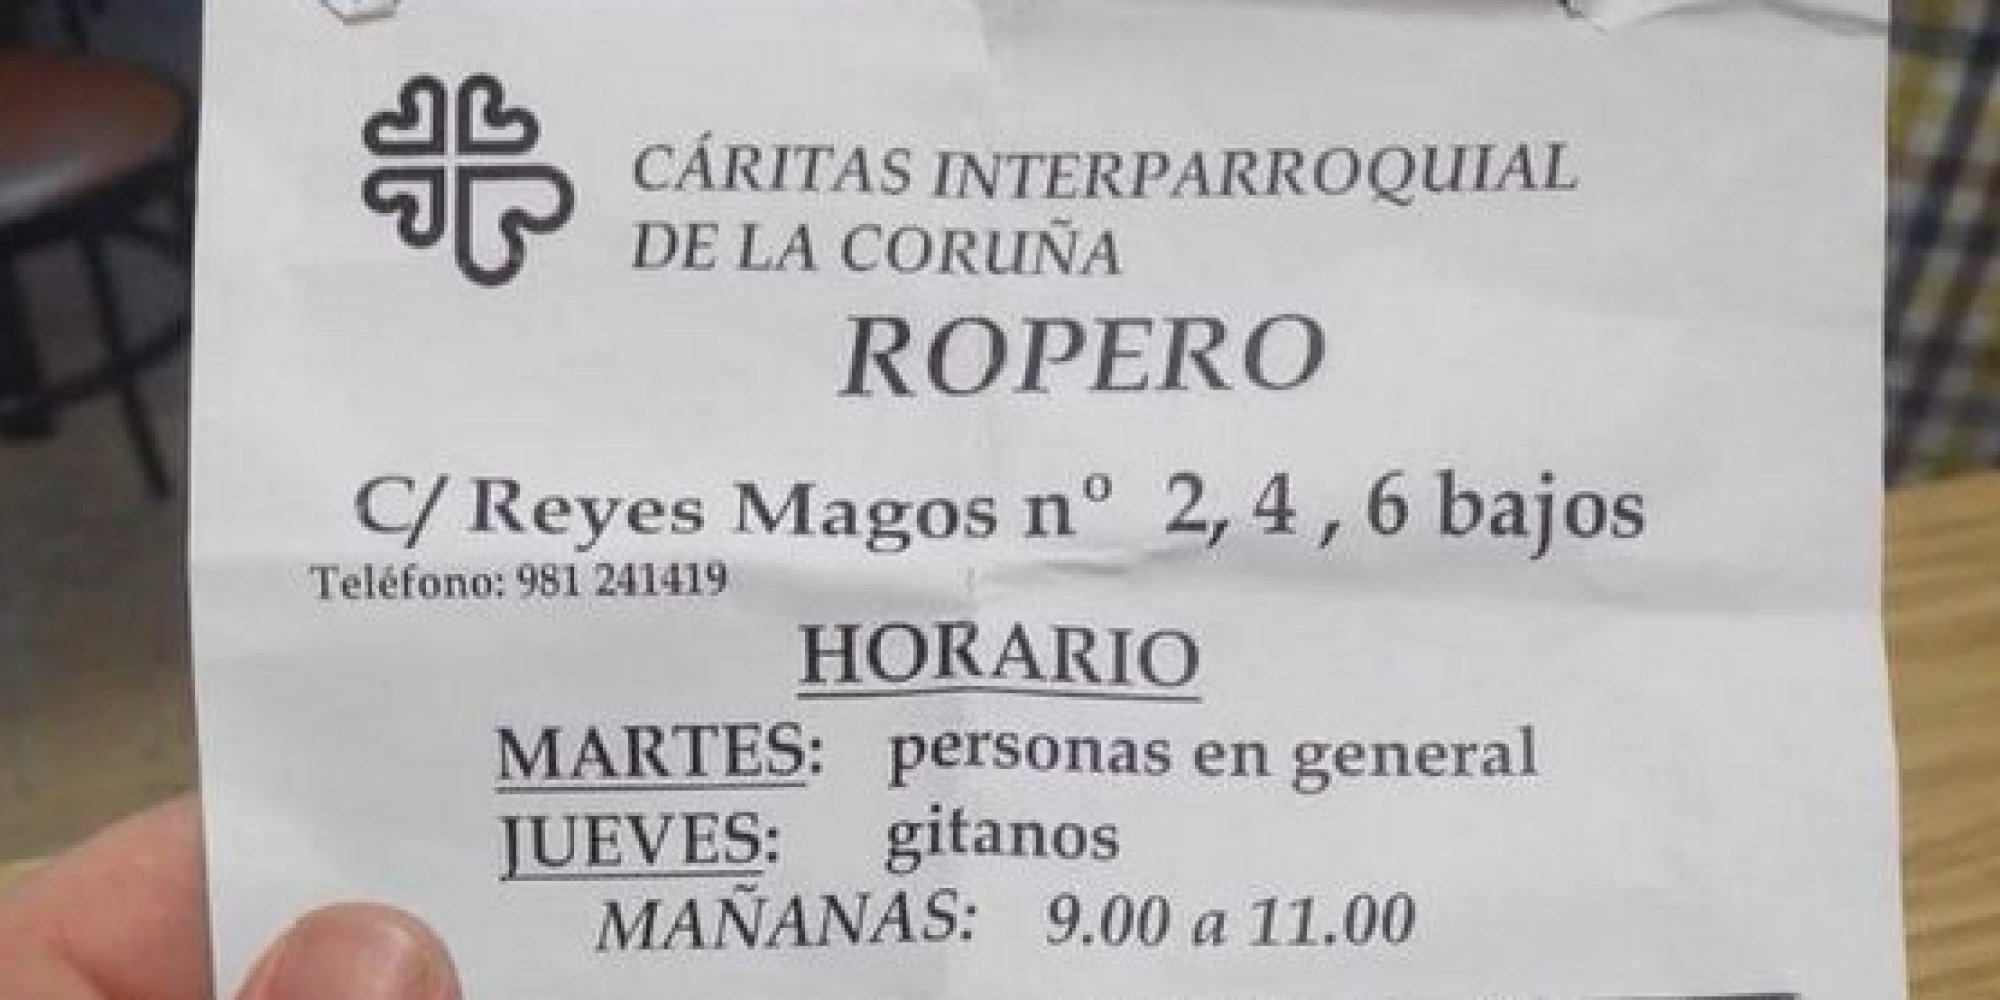 CÁRITAS INTERPARROQUIAL
DE LA CORUÑA
ROPERO
C/ Reyes Magos nº 2, 4 , 6 bajos
Teléfono: 981 241419
HORARIO
MARTES: personas en general
JUEVES: gitanos
MAÑANAS: 9.00 a 11.00